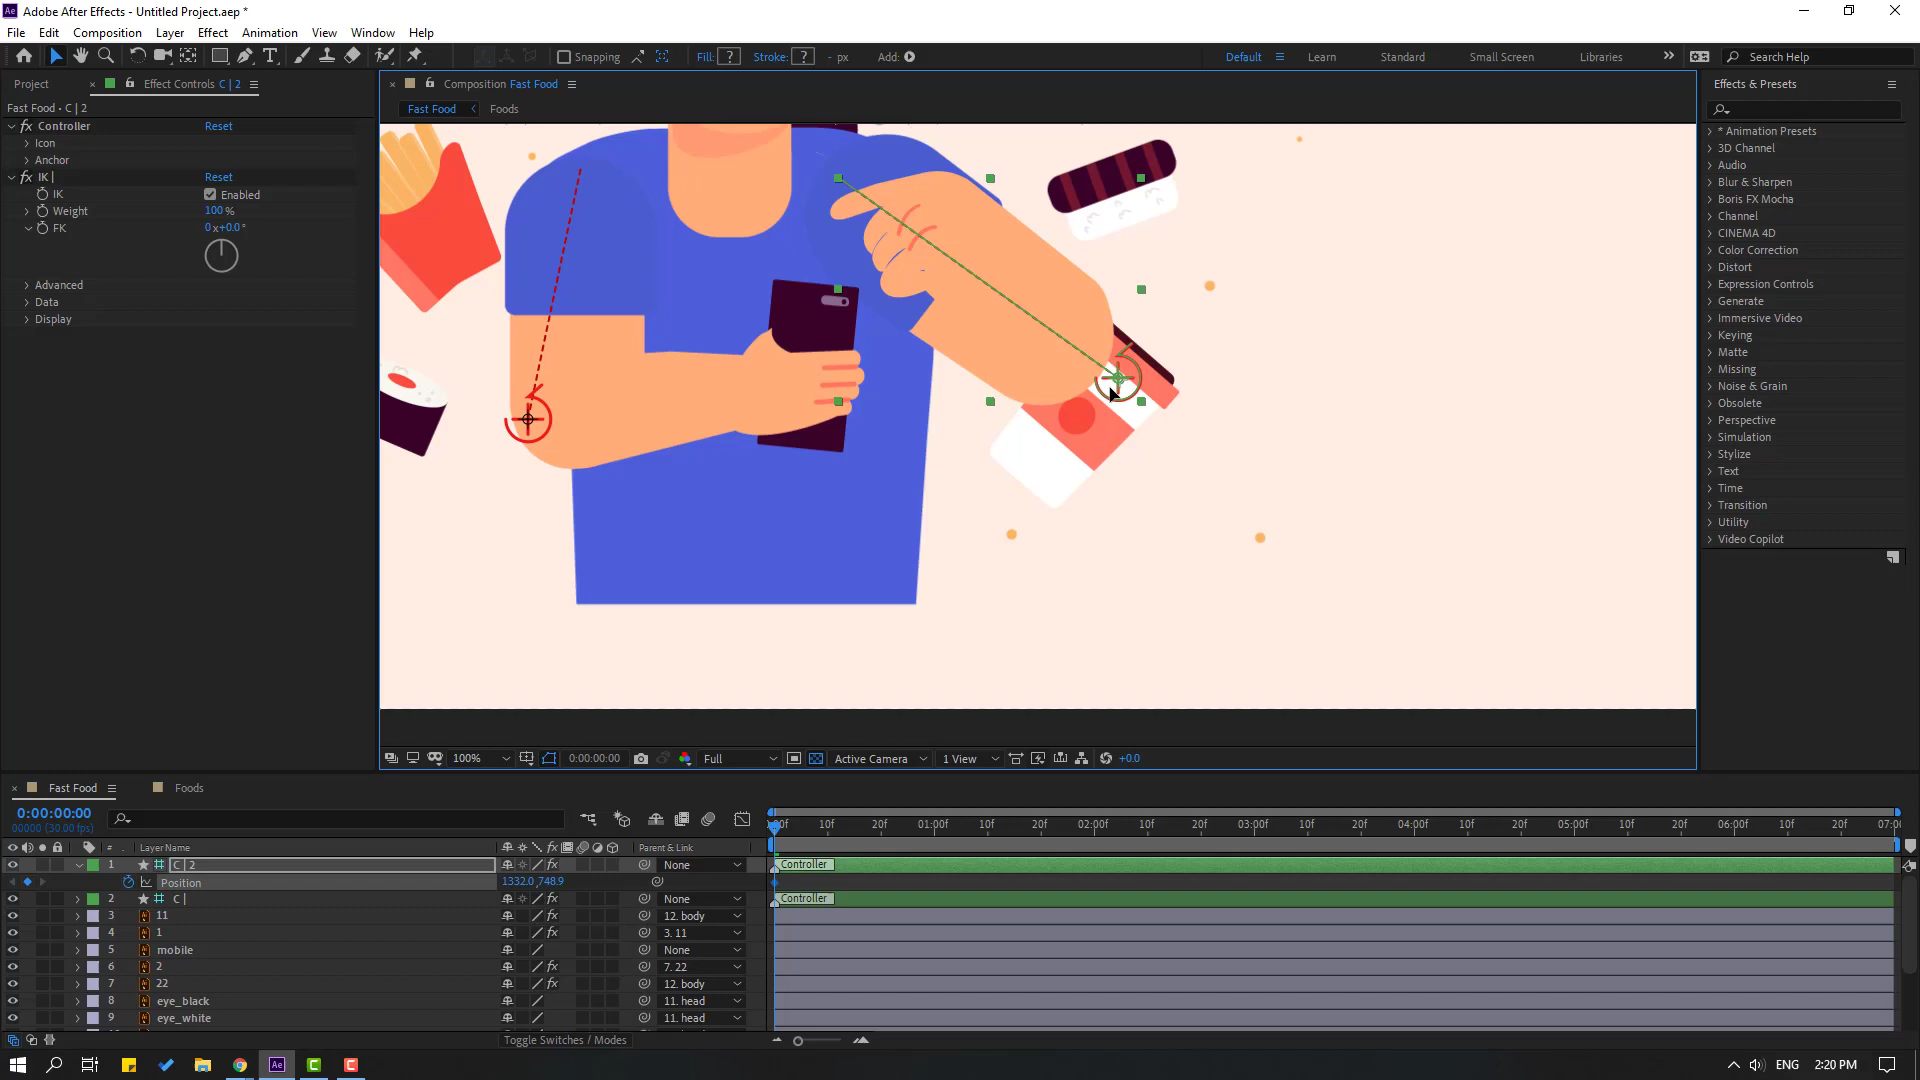 Adobe After Effects - Untitled Project.aep *
File Edit Composition Layer Effect Animation View Window Help
Snapping Fill: ? Stroke: ? - px Add: Default Learn Standard Small Screen Libraries Search Help
Project Effect Controls C | 2
Composition Fast Food
Effects & Presets
Fast Food • C | 2
Fast Food Foods
Controller Reset
Icon
Anchor
IK | Reset
IK Enabled
Weight 100 %
FK 0x+0.0°
Advanced
Data
Display
* Animation Presets
3D Channel
Audio
Blur & Sharpen
Boris FX Mocha
Channel
CINEMA 4D
Color Correction
Distort
Expression Controls
Generate
Immersive Video
Keying
Matte
Missing
Noise & Grain
Obsolete
Perspective
Simulation
Stylize
Text
Time
Transition
Utility
Video Copilot
100% 0:00:00:00 Full Active Camera 1 View +0.0
Fast Food Foods
0:00:00:00
00000 (30.00 fps)
:00f 10f 20f 01:00f 10f 20f 02:00f 10f 20f 03:00f 10f 20f 04:00f 10f 20f 05:00f 10f 20f 06:00f 10f 20f 07:00
# . Layer Name Parent & Link
1 C | 2 None Controller
Position 1332.0,748.9
2 C | None Controller
3 11 12. body
4 1 3. 11
5 mobile None
6 2 7. 22
7 22 12. body
8 eye_black 11. head
9 eye_white 11. head
Toggle Switches / Modes
ENG 2:20 PM